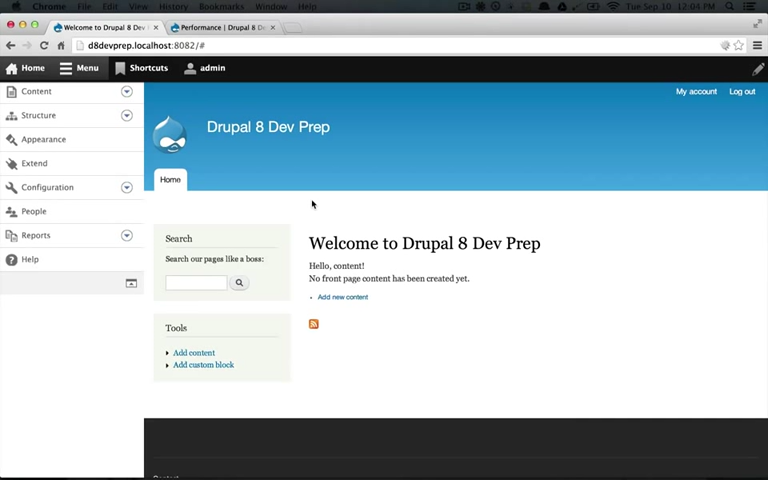 Chrome File Edit View History Bookmarks Window Help
Tue Sep 10 12:04 PM
Welcome to Drupal 8 Dev
Performance | Drupal 8 De
d8devprep.localhost:8082/#
Home Menu Shortcuts admin
Content
Structure
Appearance
Extend
Configuration
People
Reports
Help
My account Log out
Drupal 8 Dev Prep
Home
Search
Search our pages like a boss:
Tools
Add content
Add custom block
Welcome to Drupal 8 Dev Prep
Hello, content!
No front page content has been created yet.
Add new content